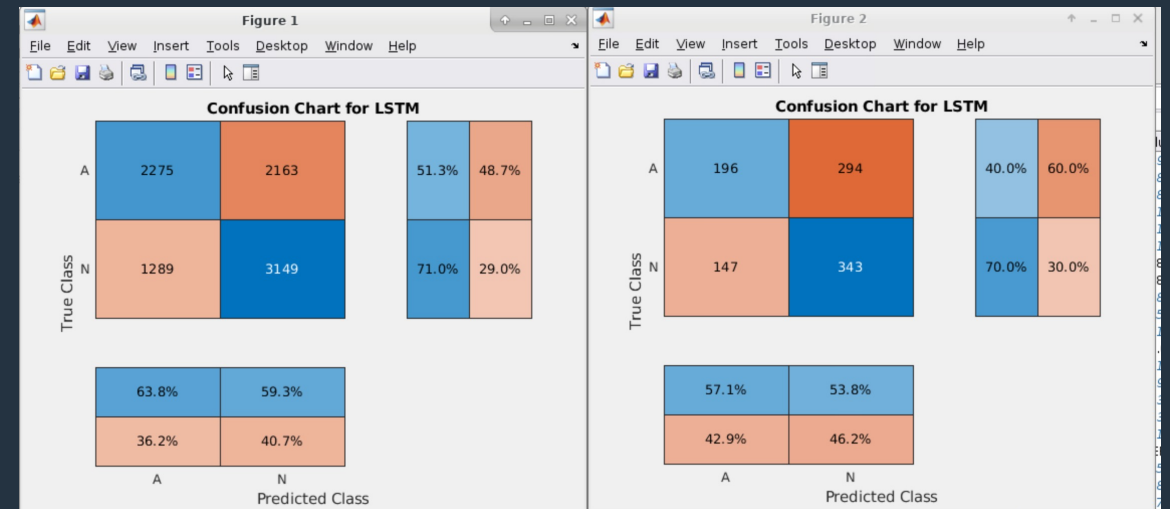 Figure 1
File Edit View Insert Tools Desktop Window Help
Confusion Chart for LSTM
A 2275 2163 51.3% 48.7%
N 1289 3149 71.0% 29.0%
True Class
63.8% 59.3%
36.2% 40.7%
A N
Predicted Class
Figure 2
File Edit View Insert Tools Desktop Window Help
Confusion Chart for LSTM
A 196 294 40.0% 60.0%
N 147 343 70.0% 30.0%
True Class
57.1% 53.8%
42.9% 46.2%
A N
Predicted Class